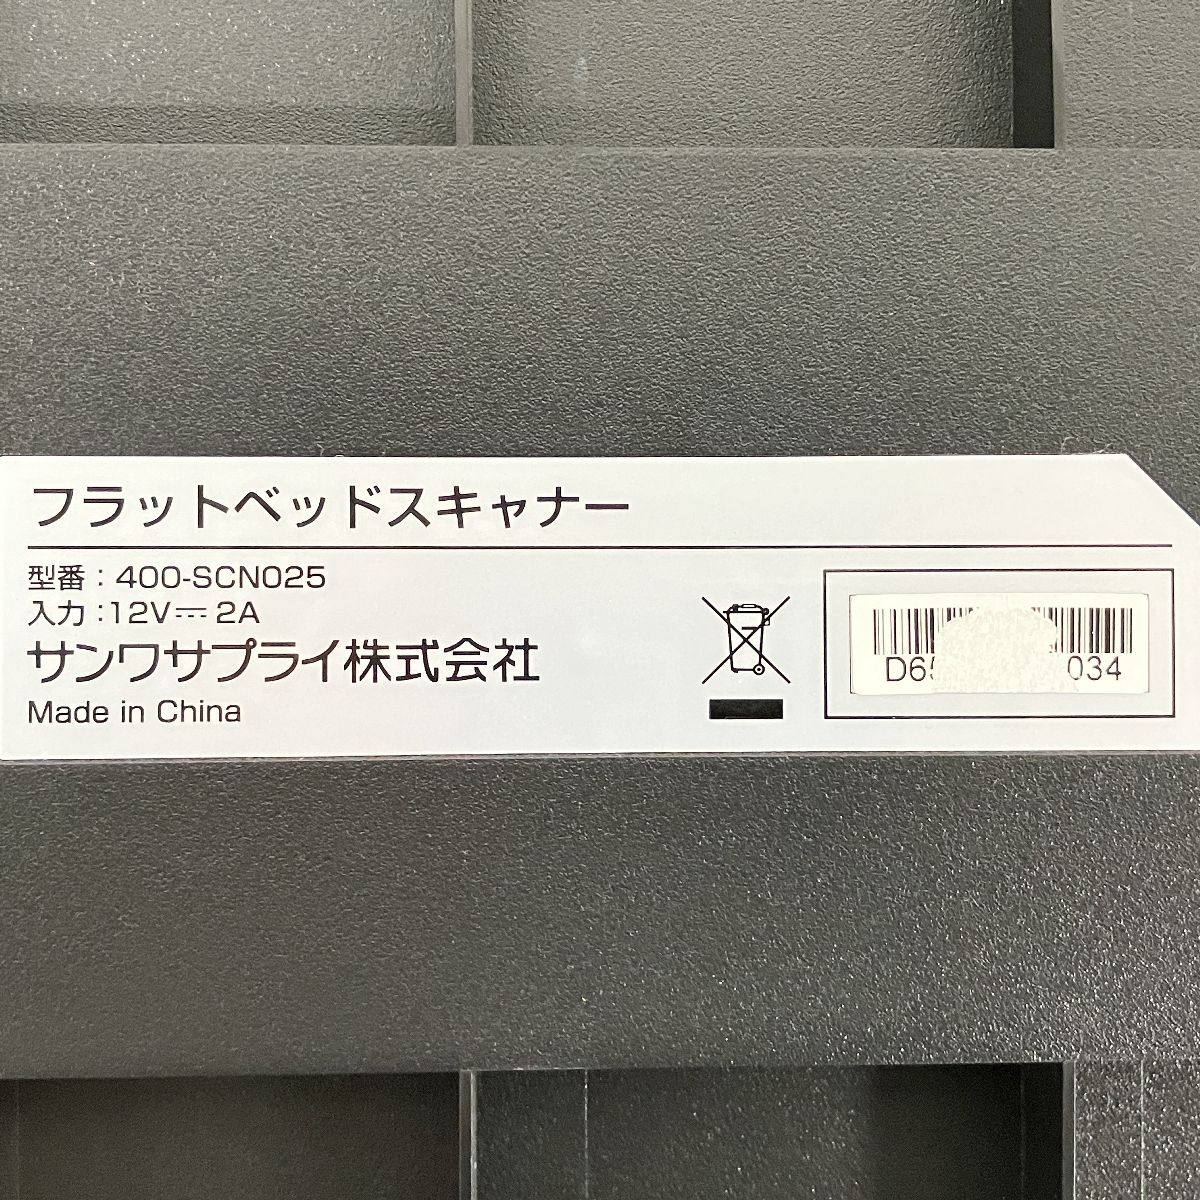 フラットベッドスキャナー
型番：400-SCN025
入力：12V⎓2A
サンワサプライ株式会社
Made in China
D65 034